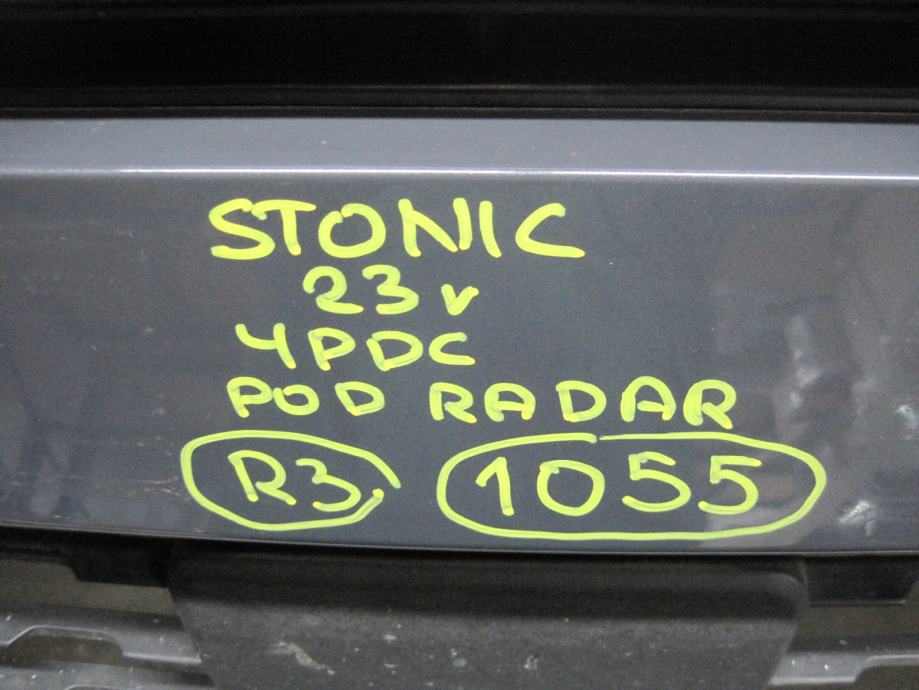 STONIC
23 v
4PDC
POD RADAR
R3 1055